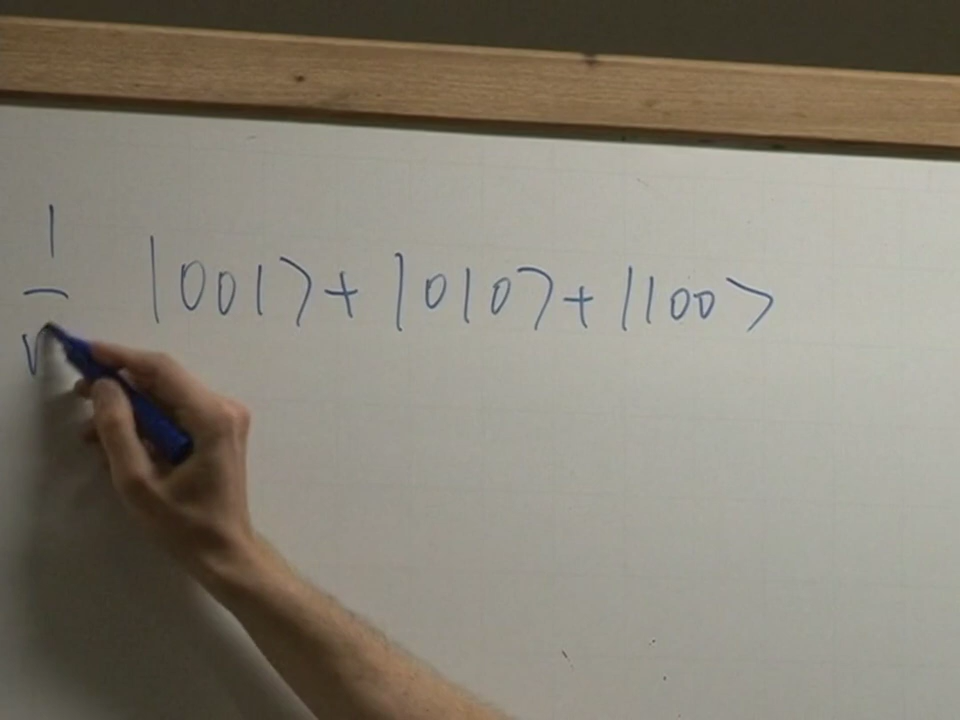 1/√ |001⟩ + |010⟩ + |100⟩